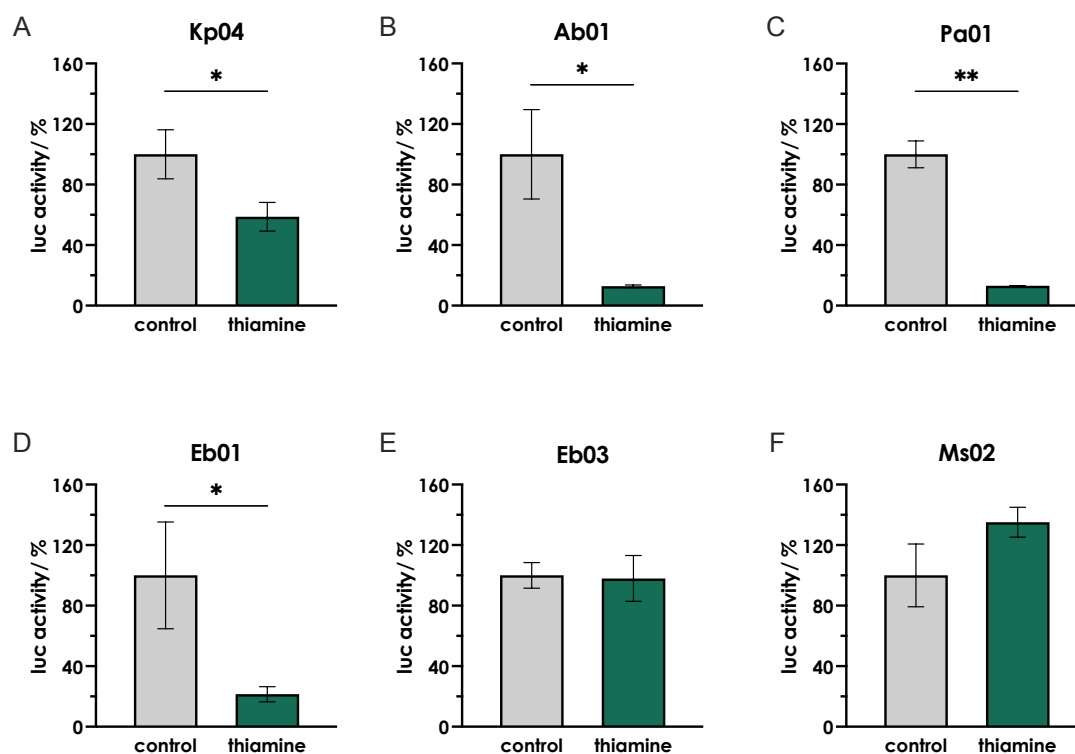 A
Kp04
luc activity/ %
160
120
80
40
0
*
control thiamine
B
Ab01
luc activity/ %
160
120
80
40
0
*
control thiamine
C
Pa01
luc activity/ %
160
120
80
40
0
**
control thiamine
D
Eb01
luc activity/ %
160
120
80
40
0
*
control thiamine
E
Eb03
luc activity/ %
160
120
80
40
0
control thiamine
F
Ms02
luc activity/ %
160
120
80
40
0
control thiamine